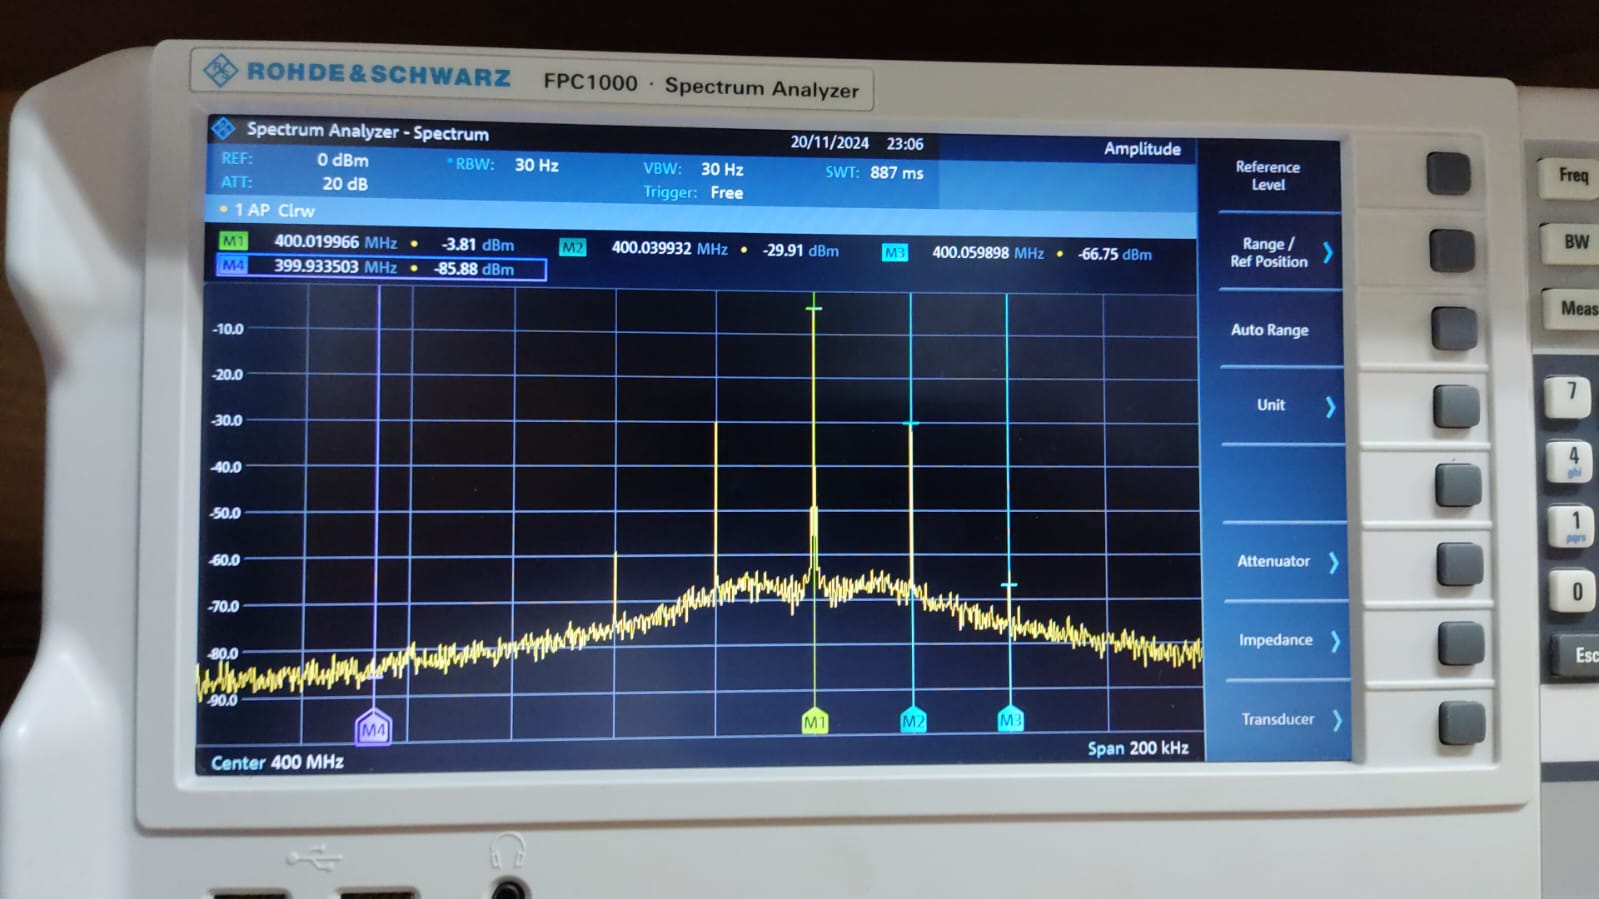 ROHDE&SCHWARZ FPC1000 · Spectrum Analyzer
Spectrum Analyzer - Spectrum 20/11/2024 23:06 Amplitude
REF: 0 dBm *RBW: 30 Hz VBW: 30 Hz SWT: 887 ms
ATT: 20 dB Trigger: Free
1 AP Clrw
M1 400.019966 MHz • -3.81 dBm M2 400.039932 MHz • -29.91 dBm M3 400.059898 MHz • -66.75 dBm
M4 399.933503 MHz • -85.88 dBm
-10.0
-20.0
-30.0
-40.0
-50.0
-60.0
-70.0
-80.0
-90.0
M4 M1 M2 M3
Center 400 MHz Span 200 kHz
Reference
Level
Range /
Ref Position
Auto Range
Unit
Attenuator
Impedance
Transducer
Freq
BW
Meas
7
4
ghi
1
pqrs
0
Esc